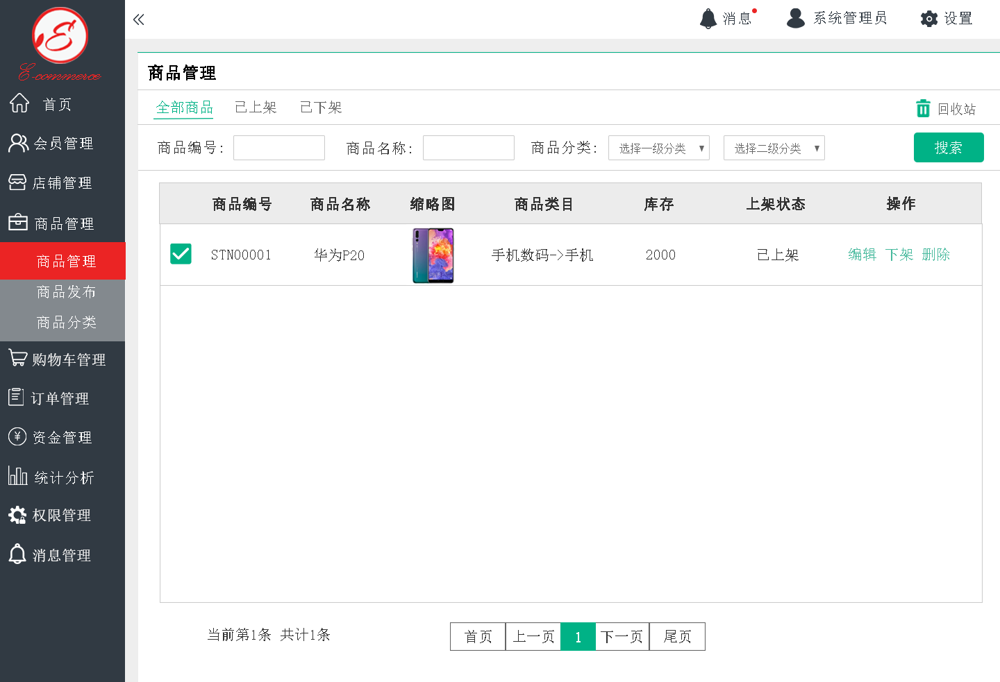 消息 系统管理员 设置
E-commerce
首页
会员管理
店铺管理
商品管理
商品管理
商品发布
商品分类
购物车管理
订单管理
资金管理
统计分析
权限管理
消息管理
商品管理
全部商品 已上架 已下架 回收站
商品编号: 商品名称: 商品分类: 选择一级分类 ▼ 选择二级分类 ▼ 搜索
商品编号 商品名称 缩略图 商品类目 库存 上架状态 操作
STN00001 华为P20 手机数码->手机 2000 已上架 编辑 下架 删除
当前第1条 共计1条 首页 上一页 1 下一页 尾页